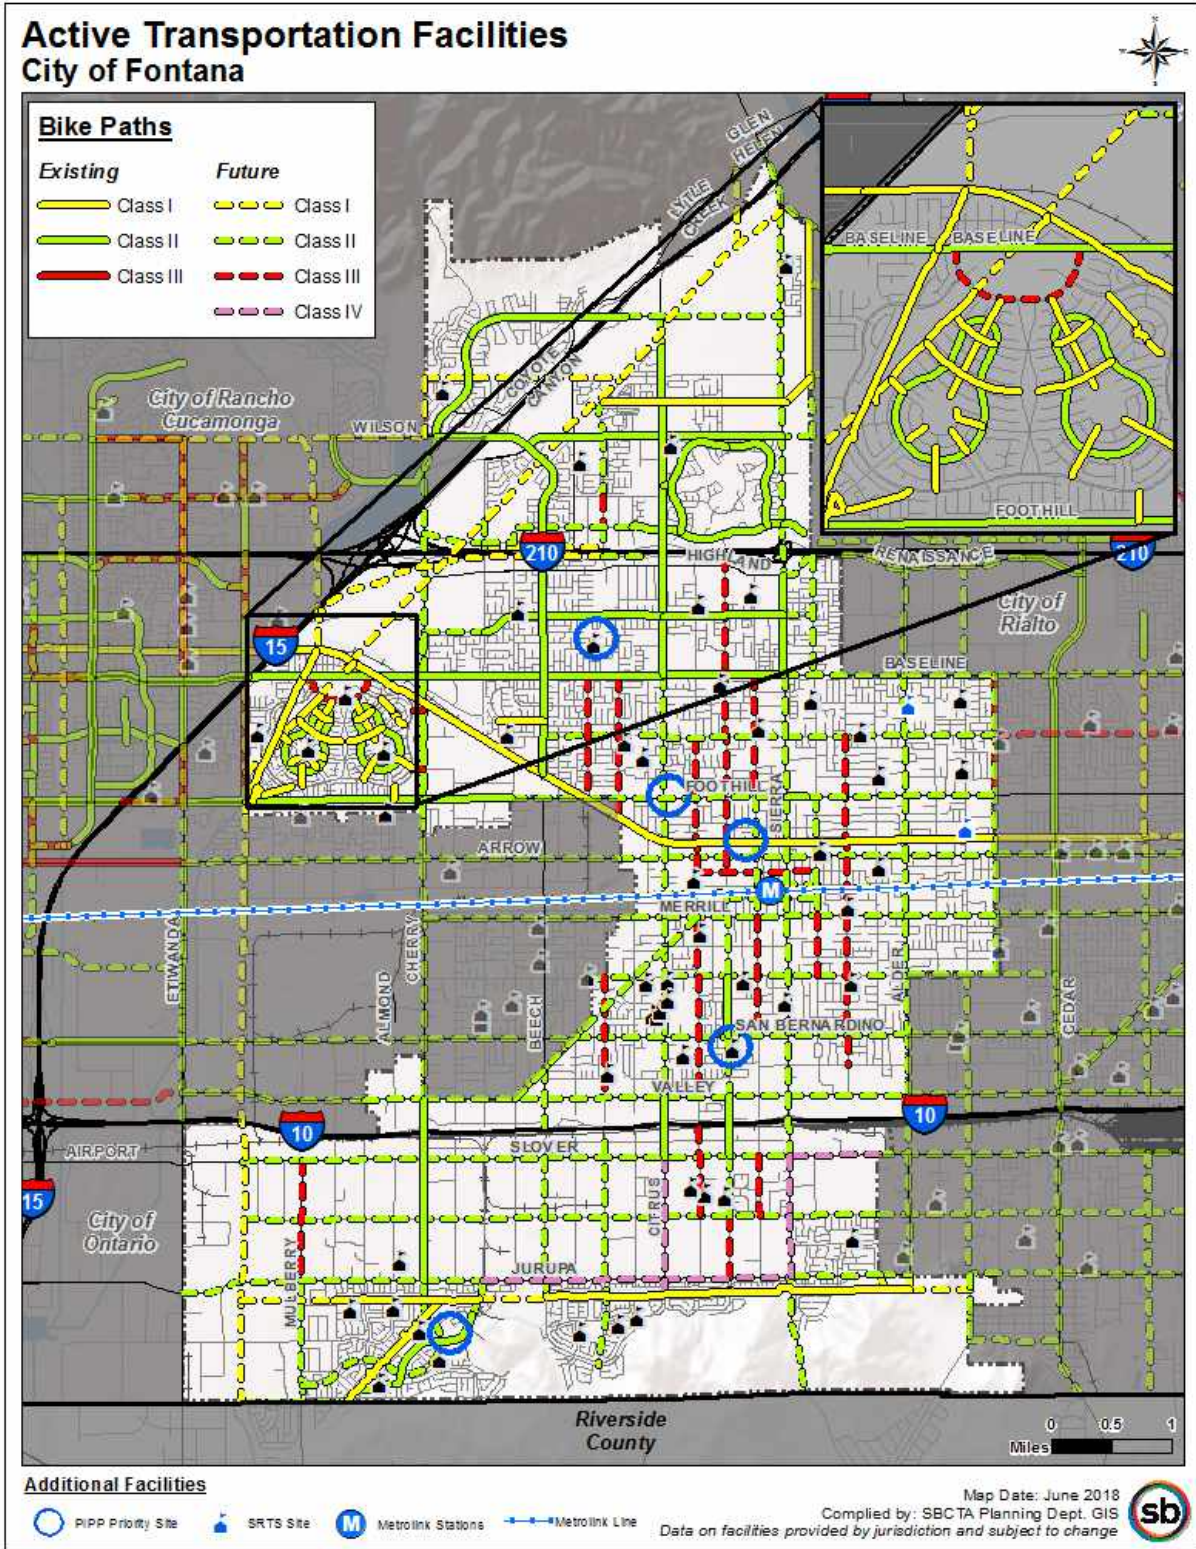 Active Transportation Facilities
City of Fontana
Bike Paths
Existing
Future
Class I
Class I
Class II
Class II
Class III
Class III
Class IV
GLEN
HELEN
LYTLE
CREEK
BASELINE
BASELINE
FOOTHILL
COYOTE
CANYON
City of Rancho
Cucamonga
WILSON
210
HIGHLAND
RENAISSANCE
210
City of
Rialto
15
BASELINE
FOOTHILL
SIERRA
ARROW
M
MERRILL
ETIWANDA
CHERRY
ALMOND
BEECH
ALDER
CEDAR
SAN BERNARDINO
VALLEY
10
10
AIRPORT
SLOVER
15
City of
Ontario
CITRUS
MULBERRY
JURUPA
Riverside
County
0 0.5 1
Miles
Additional Facilities
PIPP Priority Site
SRTS Site
M
Metrolink Stations
Metrolink Line
Map Date: June 2018
Complied by: SBCTA Planning Dept. GIS
Data on facilities provided by jurisdiction and subject to change
sb